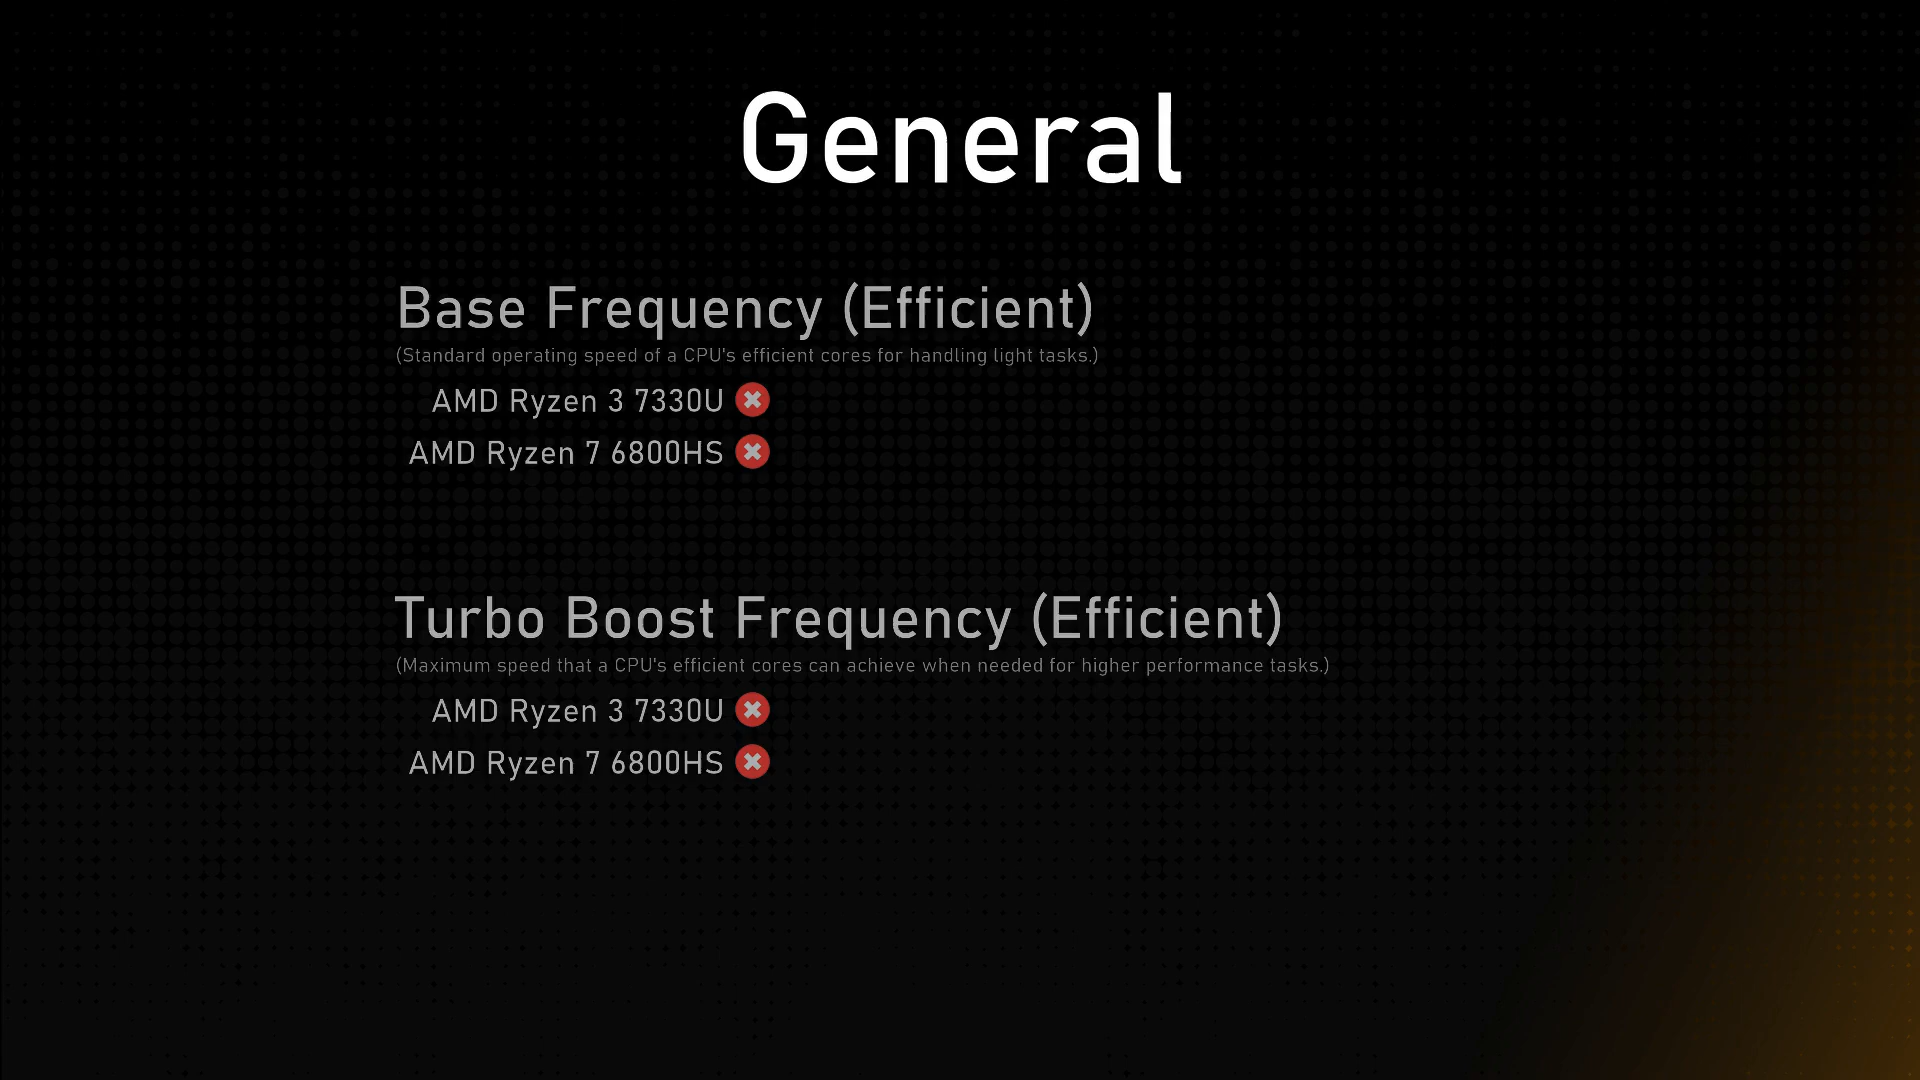 General
Base Frequency (Efficient)
(Standard operating speed of a CPU's efficient cores for handling light tasks.)
AMD Ryzen 3 7330U
AMD Ryzen 7 6800HS
Turbo Boost Frequency (Efficient)
(Maximum speed that a CPU's efficient cores can achieve when needed for higher performance tasks.)
AMD Ryzen 3 7330U
AMD Ryzen 7 6800HS